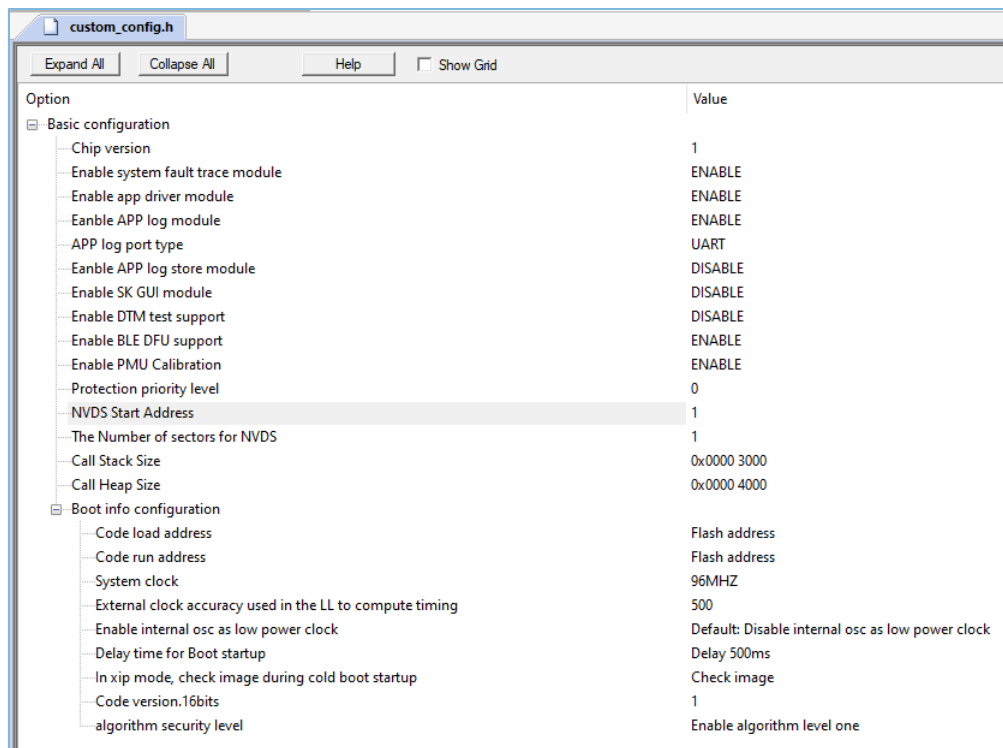 custom_config.h
Expand All Collapse All Help Show Grid
Option Value
Basic configuration
Chip version 1
Enable system fault trace module ENABLE
Enable app driver module ENABLE
Eanble APP log module ENABLE
APP log port type UART
Eanble APP log store module DISABLE
Enable SK GUI module DISABLE
Enable DTM test support DISABLE
Enable BLE DFU support ENABLE
Enable PMU Calibration ENABLE
Protection priority level 0
NVDS Start Address 1
The Number of sectors for NVDS 1
Call Stack Size 0x0000 3000
Call Heap Size 0x0000 4000
Boot info configuration
Code load address Flash address
Code run address Flash address
System clock 96MHZ
External clock accuracy used in the LL to compute timing 500
Enable internal osc as low power clock Default: Disable internal osc as low power clock
Delay time for Boot startup Delay 500ms
In xip mode, check image during cold boot startup Check image
Code version.16bits 1
algorithm security level Enable algorithm level one